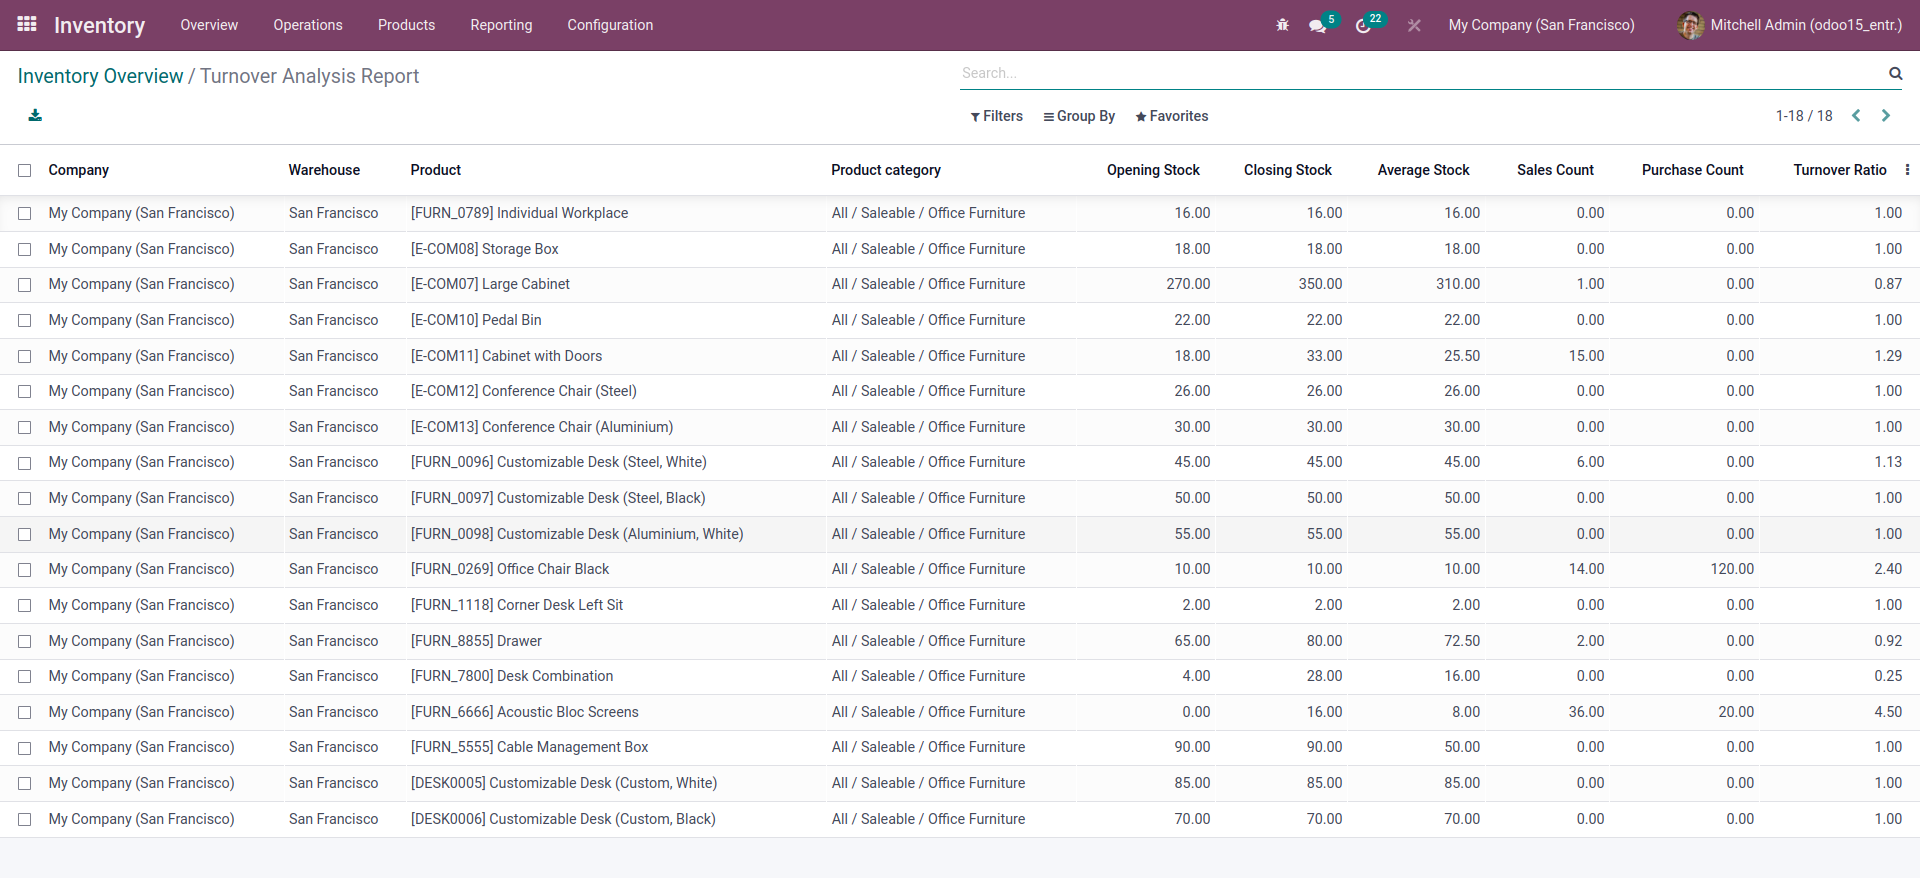 Inventory Overview Operations Products Reporting Configuration 5 22 My Company (San Francisco) Mitchell Admin (odoo15_entr.)
Inventory Overview / Turnover Analysis Report Search...
Filters Group By Favorites 1-18 / 18
Company Warehouse Product Product category Opening Stock Closing Stock Average Stock Sales Count Purchase Count Turnover Ratio
My Company (San Francisco) San Francisco [FURN_0789] Individual Workplace All / Saleable / Office Furniture 16.00 16.00 16.00 0.00 0.00 1.00
My Company (San Francisco) San Francisco [E-COM08] Storage Box All / Saleable / Office Furniture 18.00 18.00 18.00 0.00 0.00 1.00
My Company (San Francisco) San Francisco [E-COM07] Large Cabinet All / Saleable / Office Furniture 270.00 350.00 310.00 1.00 0.00 0.87
My Company (San Francisco) San Francisco [E-COM10] Pedal Bin All / Saleable / Office Furniture 22.00 22.00 22.00 0.00 0.00 1.00
My Company (San Francisco) San Francisco [E-COM11] Cabinet with Doors All / Saleable / Office Furniture 18.00 33.00 25.50 15.00 0.00 1.29
My Company (San Francisco) San Francisco [E-COM12] Conference Chair (Steel) All / Saleable / Office Furniture 26.00 26.00 26.00 0.00 0.00 1.00
My Company (San Francisco) San Francisco [E-COM13] Conference Chair (Aluminium) All / Saleable / Office Furniture 30.00 30.00 30.00 0.00 0.00 1.00
My Company (San Francisco) San Francisco [FURN_0096] Customizable Desk (Steel, White) All / Saleable / Office Furniture 45.00 45.00 45.00 6.00 0.00 1.13
My Company (San Francisco) San Francisco [FURN_0097] Customizable Desk (Steel, Black) All / Saleable / Office Furniture 50.00 50.00 50.00 0.00 0.00 1.00
My Company (San Francisco) San Francisco [FURN_0098] Customizable Desk (Aluminium, White) All / Saleable / Office Furniture 55.00 55.00 55.00 0.00 0.00 1.00
My Company (San Francisco) San Francisco [FURN_0269] Office Chair Black All / Saleable / Office Furniture 10.00 10.00 10.00 14.00 120.00 2.40
My Company (San Francisco) San Francisco [FURN_1118] Corner Desk Left Sit All / Saleable / Office Furniture 2.00 2.00 2.00 0.00 0.00 1.00
My Company (San Francisco) San Francisco [FURN_8855] Drawer All / Saleable / Office Furniture 65.00 80.00 72.50 2.00 0.00 0.92
My Company (San Francisco) San Francisco [FURN_7800] Desk Combination All / Saleable / Office Furniture 4.00 28.00 16.00 0.00 0.00 0.25
My Company (San Francisco) San Francisco [FURN_6666] Acoustic Bloc Screens All / Saleable / Office Furniture 0.00 16.00 8.00 36.00 20.00 4.50
My Company (San Francisco) San Francisco [FURN_5555] Cable Management Box All / Saleable / Office Furniture 90.00 90.00 50.00 0.00 0.00 1.00
My Company (San Francisco) San Francisco [DESK0005] Customizable Desk (Custom, White) All / Saleable / Office Furniture 85.00 85.00 85.00 0.00 0.00 1.00
My Company (San Francisco) San Francisco [DESK0006] Customizable Desk (Custom, Black) All / Saleable / Office Furniture 70.00 70.00 70.00 0.00 0.00 1.00